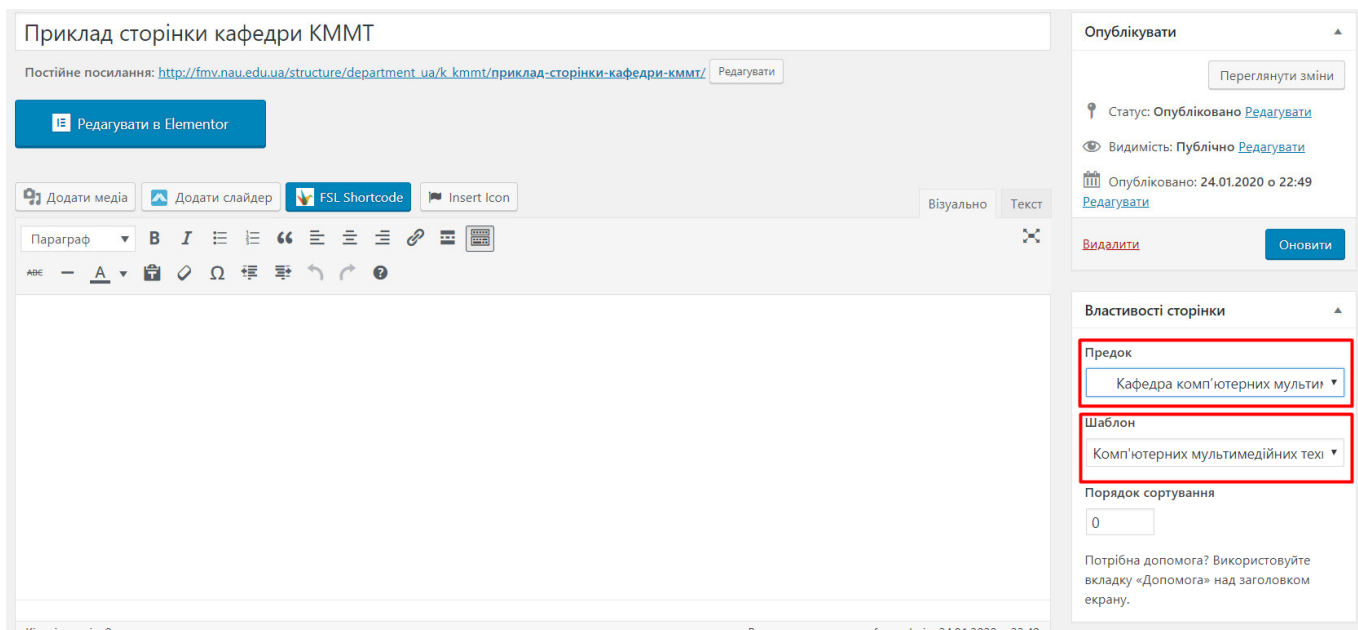 Приклад сторінки кафедри КММТ
Постійне посилання: http://fmv.nau.edu.ua/structure/department_ua/k_kmmt/приклад-сторінки-кафедри-кммт/ Редагувати
Редагувати в Elementor
Додати медіа Додати слайдер FSL Shortcode Insert Icon
Візуально Текст
Параграф
ABC
Опублікувати
Переглянути зміни
Статус: Опубліковано Редагувати
Видимість: Публічно Редагувати
Опубліковано: 24.01.2020 о 22:49
Редагувати
Видалити Оновити
Властивості сторінки
Предок
Кафедра комп'ютерних
Шаблон
Комп'ютерних мультимедійних
Порядок сортування
0
Потрібна допомога? Використовуйте
вкладку «Допомога» над заголовком
екрану.